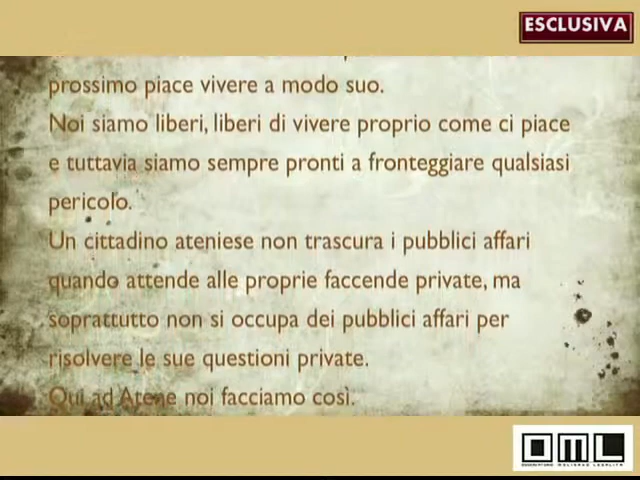 ESCLUSIVA
prossimo piace vivere a modo suo.
Noi siamo liberi, liberi di vivere proprio come ci piace
e tuttavia siamo sempre pronti a fronteggiare qualsiasi
pericolo.
Un cittadino ateniese non trascura i pubblici affari
quando attende alle proprie faccende private, ma
soprattutto non si occupa dei pubblici affari per
risolvere le sue questioni private.
Qui ad Atene noi facciamo così.
OML
OSSERVATORIO MOLISANO LEGALITÀ